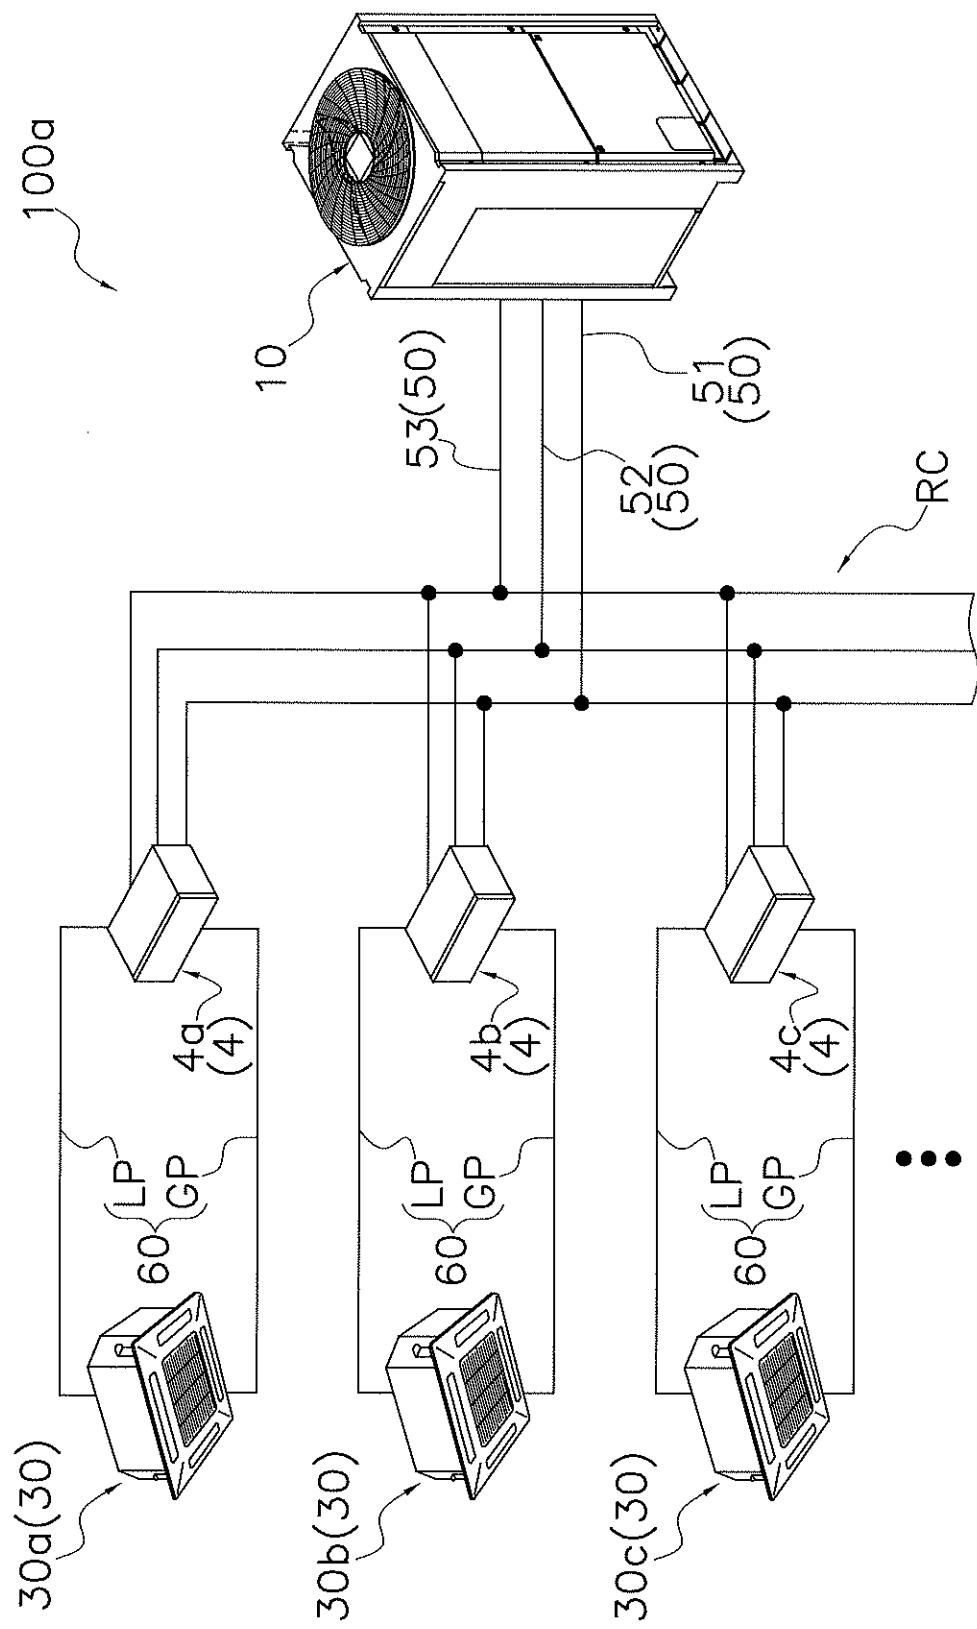 100a
10
53(50)
52
(50)
51
(50)
RC
4a
(4)
4b
(4)
4c
(4)
LP
GP
60
LP
GP
60
LP
GP
60
30a(30)
30b(30)
30c(30)